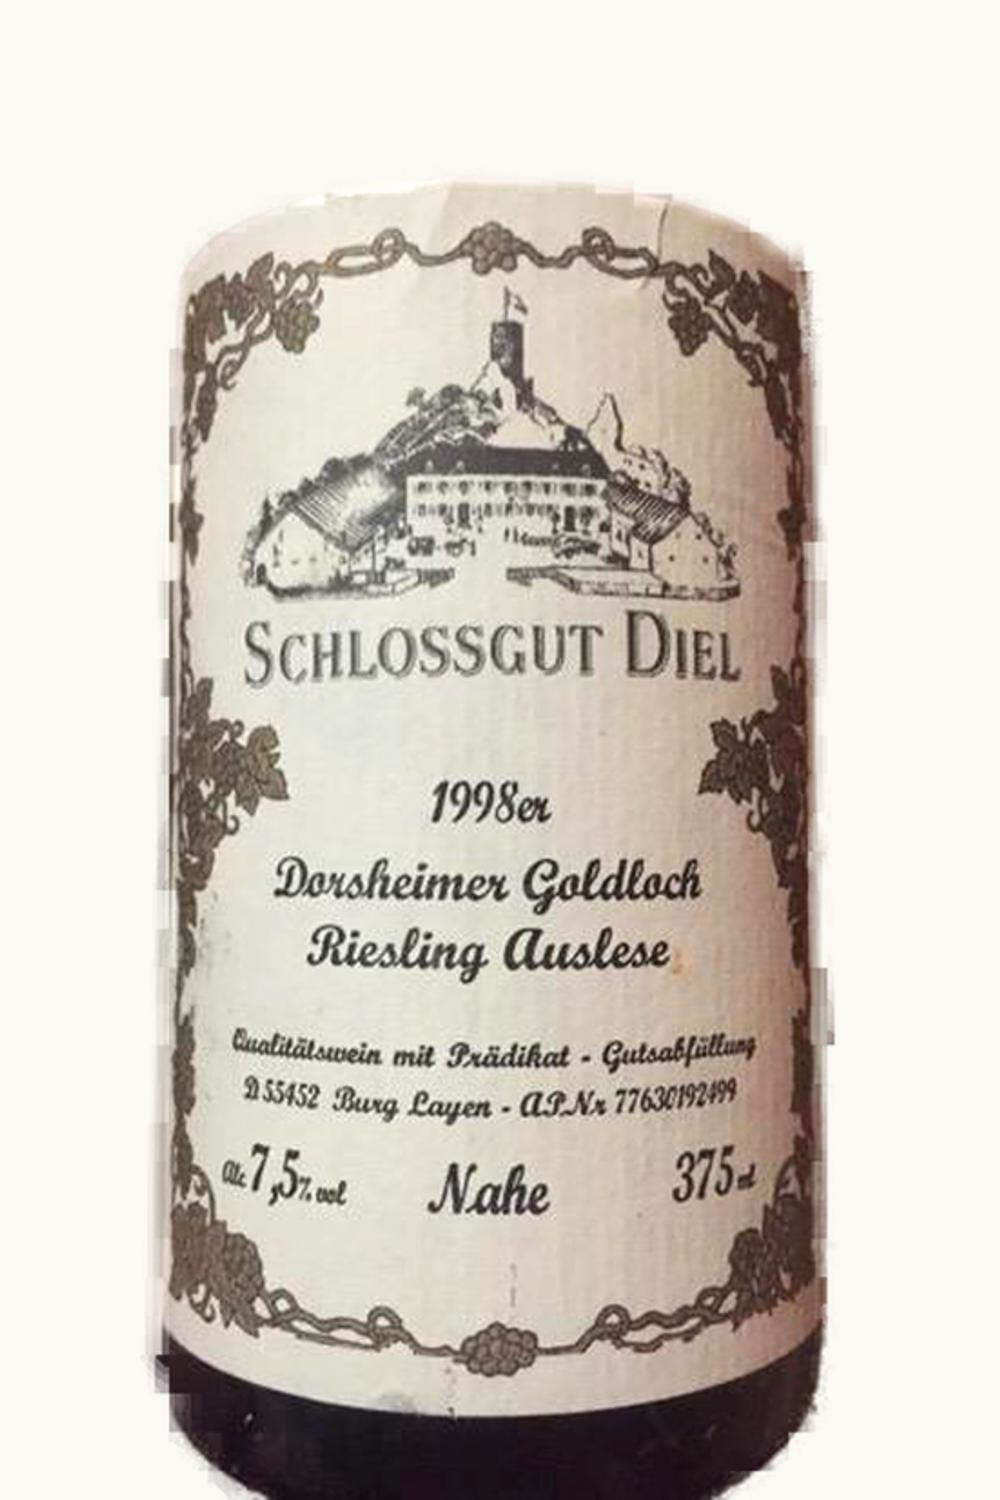 SCHLOSSGUT DIEL
1998er
Dorsheimer Goldloch
Riesling Auslese
Qualitätswein mit Prädikat - Gutsabfüllung
D 55452 Burg Layen - A.P.Nr 77630192499
Alc 7,5% vol Nahe 375 ml